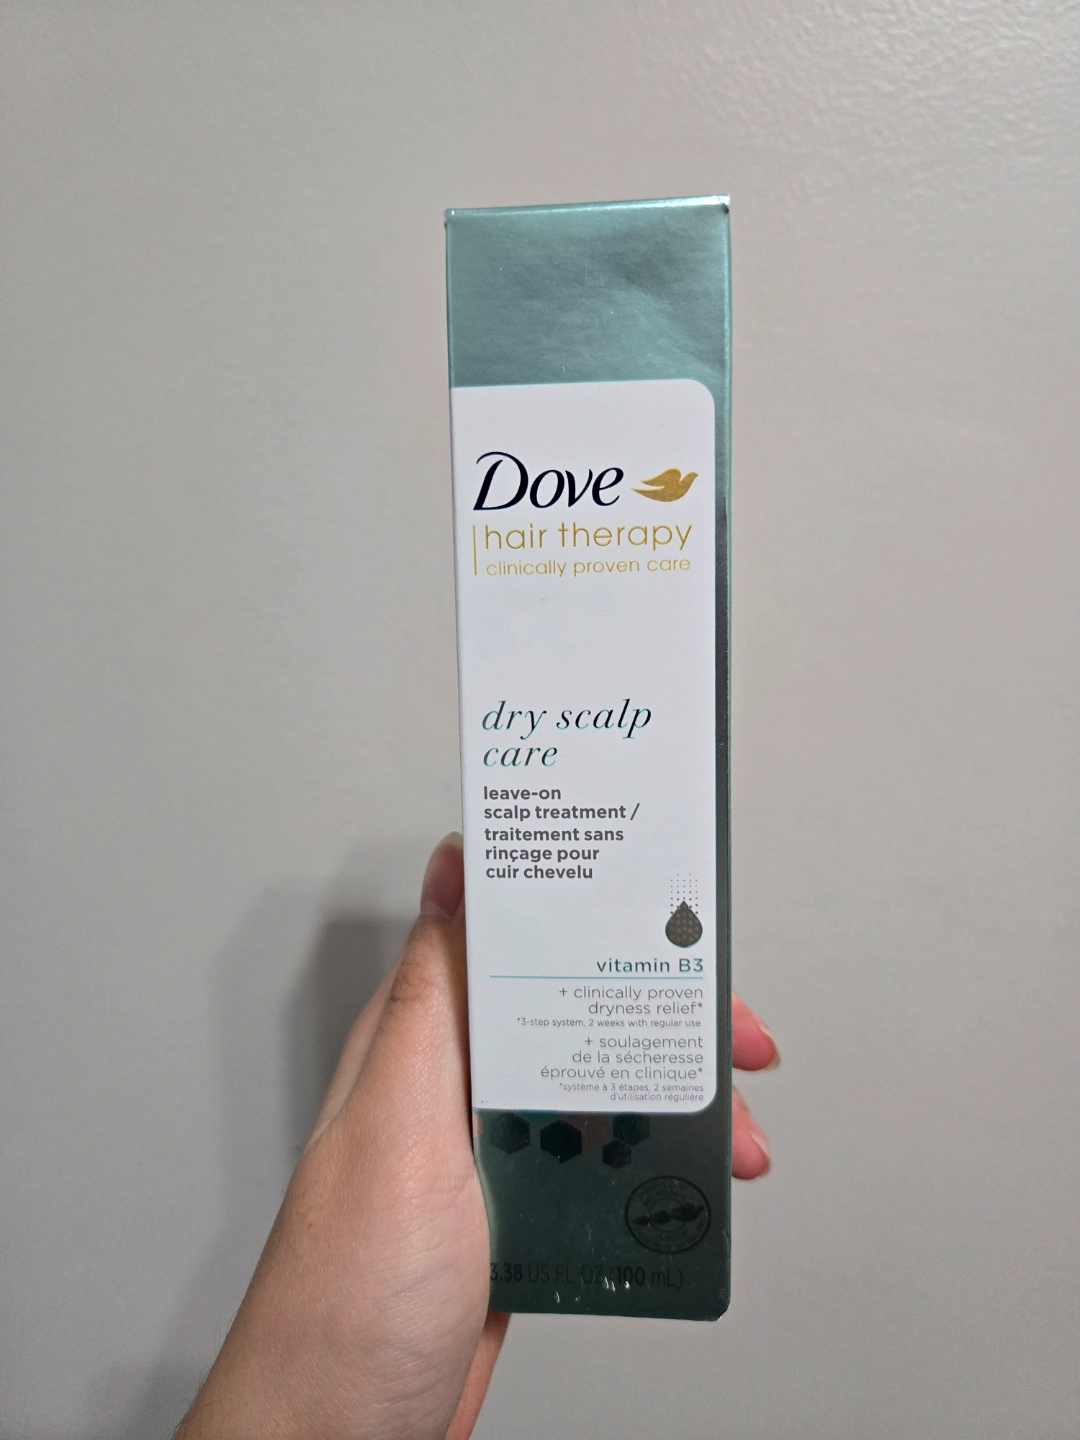 Dove
hair therapy
clinically proven care
dry scalp
care
leave-on
scalp treatment /
traitement sans
rinçage pour
cuir chevelu
vitamin B3
+ clinically proven
dryness relief*
*3-step system, 2 weeks with regular use
+ soulagement
de la sécheresse
éprouvé en clinique*
*système à 3 étapes, 2 semaines
d'utilisation régulière
3.38 US FL OZ (100 mL)